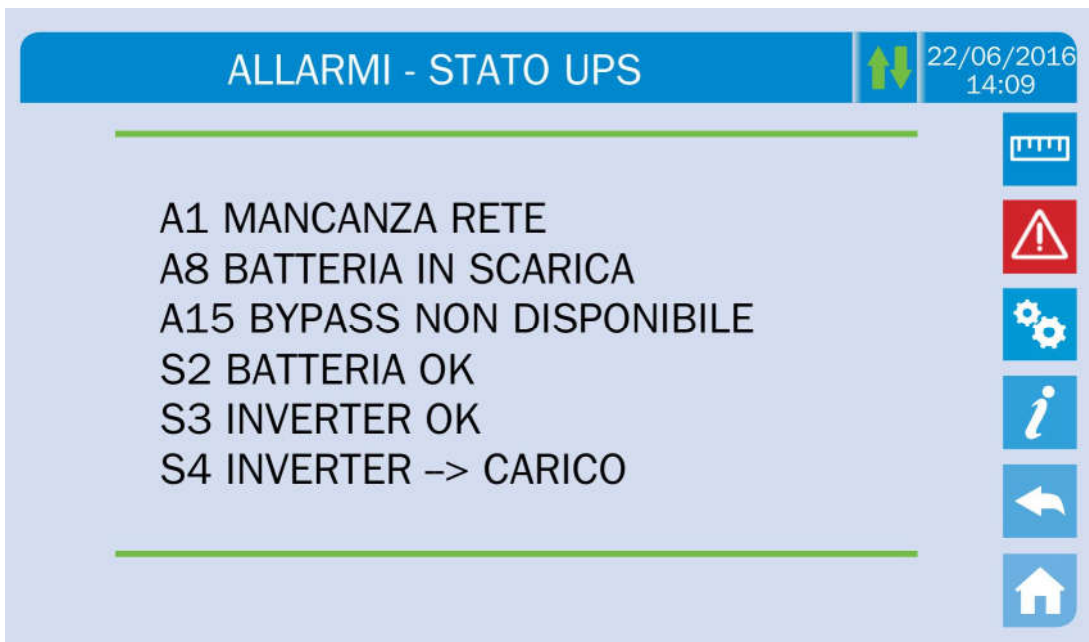 ALLARMI - STATO UPS
22/06/2016
14:09
A1 MANCANZA RETE
A8 BATTERIA IN SCARICA
A15 BYPASS NON DISPONIBILE
S2 BATTERIA OK
S3 INVERTER OK
S4 INVERTER –> CARICO